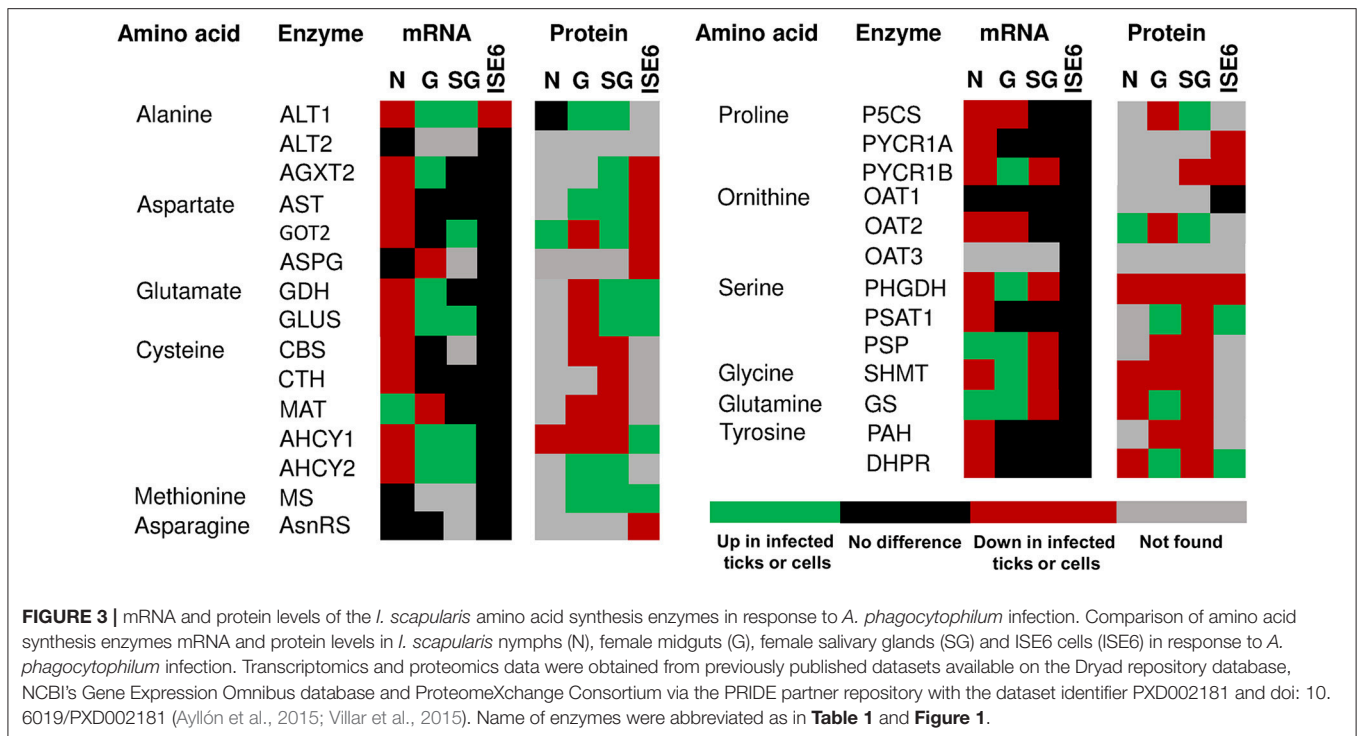 Amino acid Enzyme mRNA Protein
N G SG ISE6 N G SG ISE6
Alanine ALT1
ALT2
AGXT2
Aspartate AST
GOT2
ASPG
Glutamate GDH
GLUS
Cysteine CBS
CTH
MAT
AHCY1
AHCY2
Methionine MS
Asparagine AsnRS
Amino acid Enzyme mRNA Protein
N G SG ISE6 N G SG ISE6
Proline P5CS
PYCR1A
PYCR1B
Ornithine OAT1
OAT2
OAT3
Serine PHGDH
PSAT1
PSP
Glycine SHMT
Glutamine GS
Tyrosine PAH
DHPR
Up in infected ticks or cells
No difference
Down in infected ticks or cells
Not found
FIGURE 3 | mRNA and protein levels of the I. scapularis amino acid synthesis enzymes in response to A. phagocytophilum infection. Comparison of amino acid
synthesis enzymes mRNA and protein levels in I. scapularis nymphs (N), female midguts (G), female salivary glands (SG) and ISE6 cells (ISE6) in response to A.
phagocytophilum infection. Transcriptomics and proteomics data were obtained from previously published datasets available on the Dryad repository database,
NCBI's Gene Expression Omnibus database and ProteomeXchange Consortium via the PRIDE partner repository with the dataset identifier PXD002181 and doi: 10.
6019/PXD002181 (Ayllón et al., 2015; Villar et al., 2015). Name of enzymes were abbreviated as in Table 1 and Figure 1.